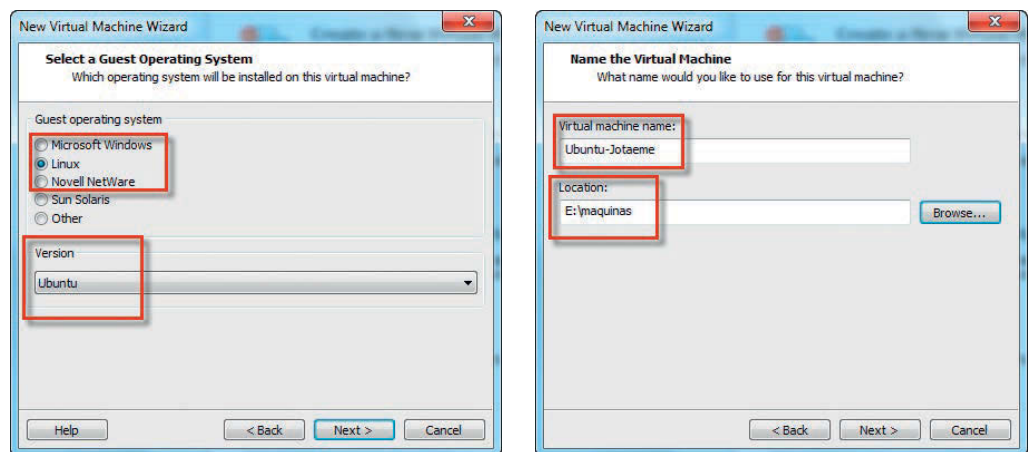 New Virtual Machine Wizard
Select a Guest Operating System
Which operating system will be installed on this virtual machine?
Guest operating system
Microsoft Windows
Linux
Novell NetWare
Sun Solaris
Other
Version
Ubuntu
Help
< Back
Next >
Cancel
New Virtual Machine Wizard
Name the Virtual Machine
What name would you like to use for this virtual machine?
Virtual machine name:
Ubuntu-Jotaeme
Location:
E:\maquinas
Browse...
< Back
Next >
Cancel